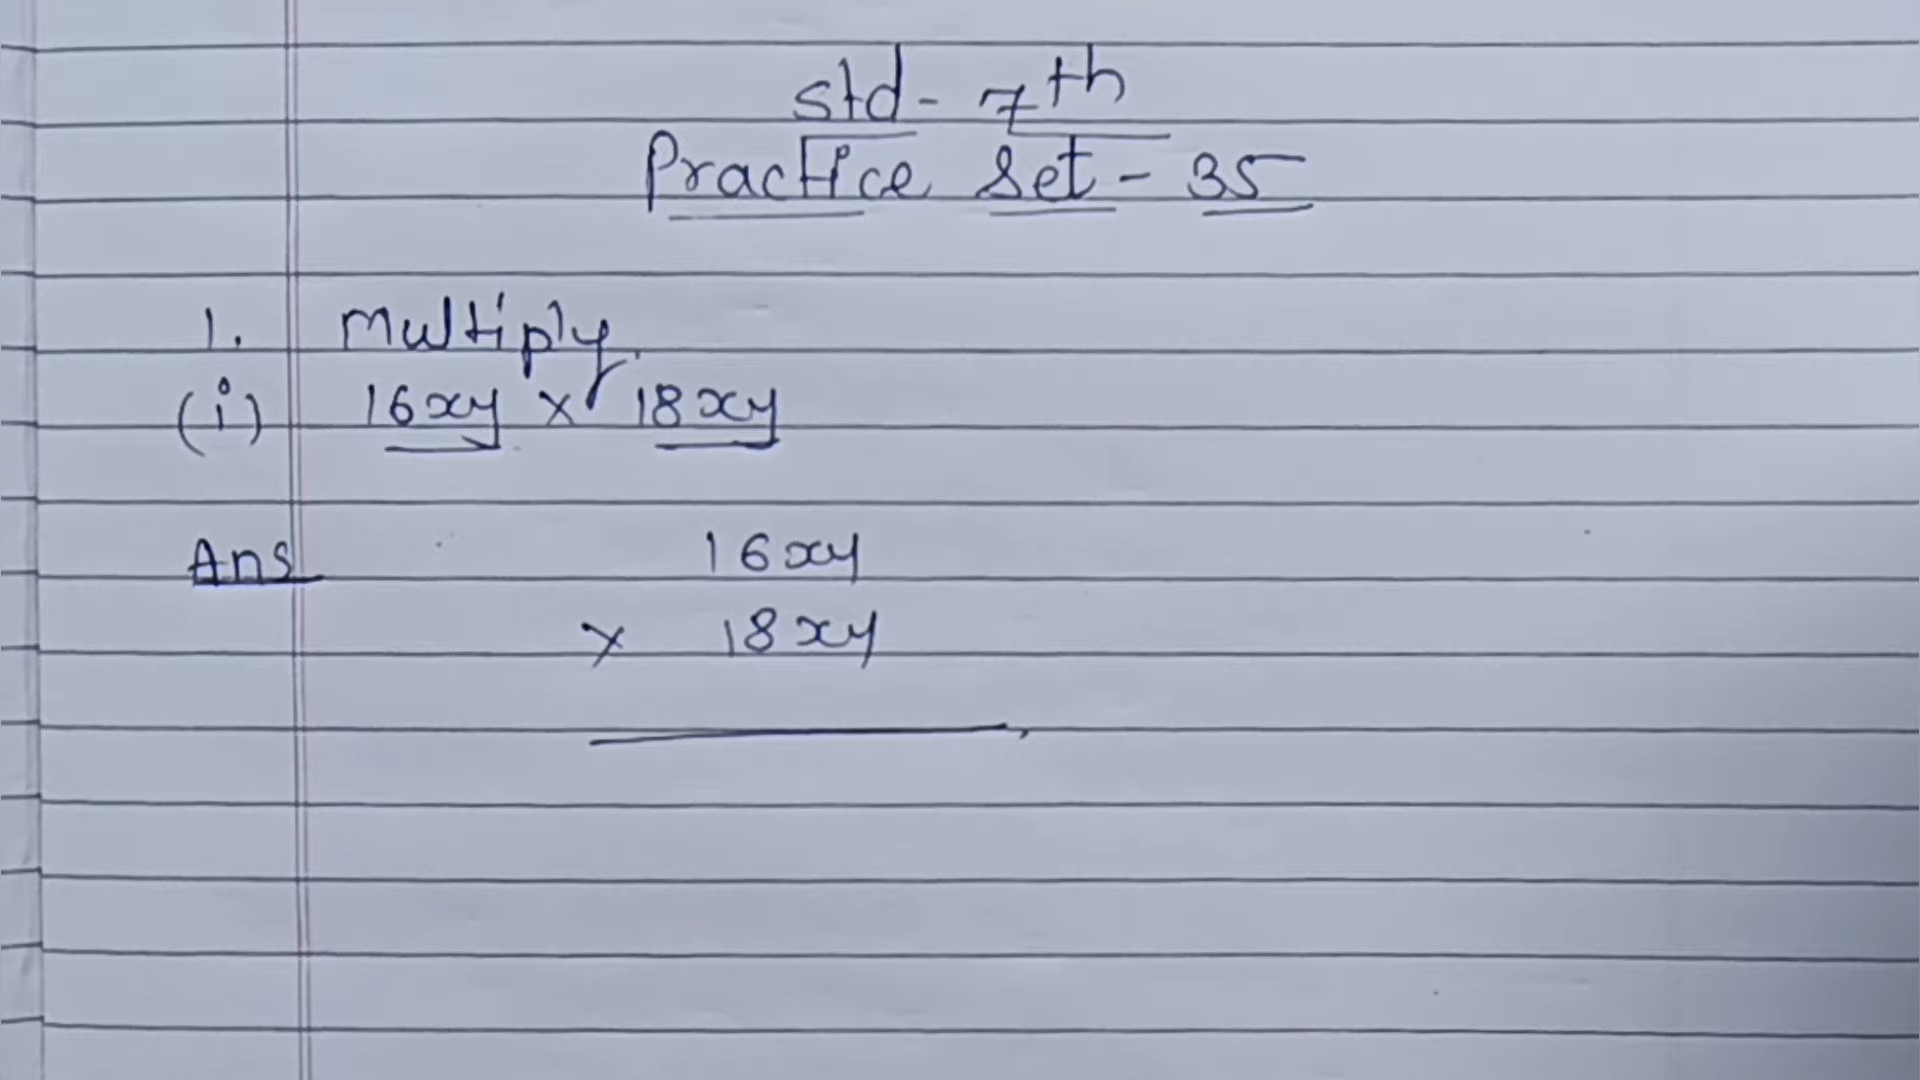 Std - 7th
Practice Set - 35
1. Multiply.
(i) 16xy × 18xy
Ans 16xy
× 18xy